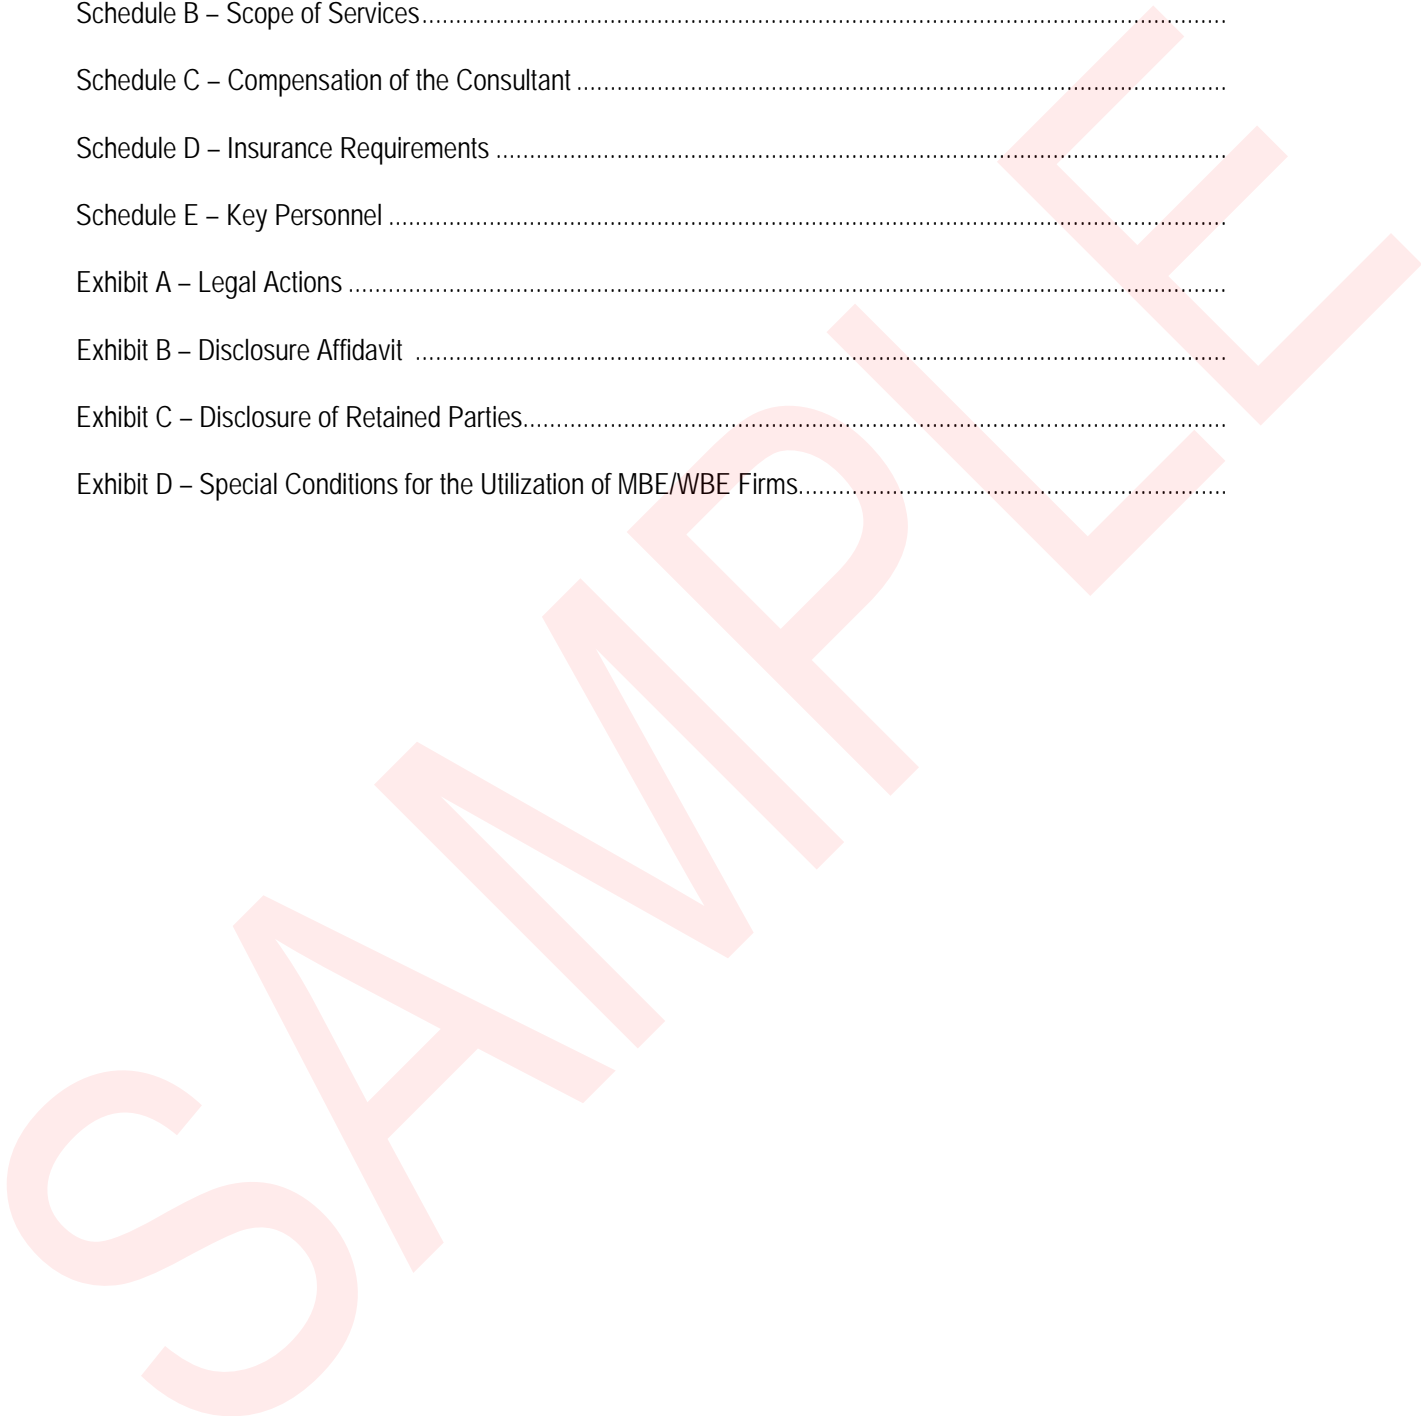 Schedule B – Scope of Services..........................................................................................................................
Schedule C – Compensation of the Consultant ..................................................................................................
Schedule D – Insurance Requirements ..............................................................................................................
Schedule E – Key Personnel ..............................................................................................................................
Exhibit A – Legal Actions ....................................................................................................................................
Exhibit B – Disclosure Affidavit ..........................................................................................................................
Exhibit C – Disclosure of Retained Parties..........................................................................................................
Exhibit D – Special Conditions for the Utilization of MBE/WBE Firms................................................................
SAMPLE